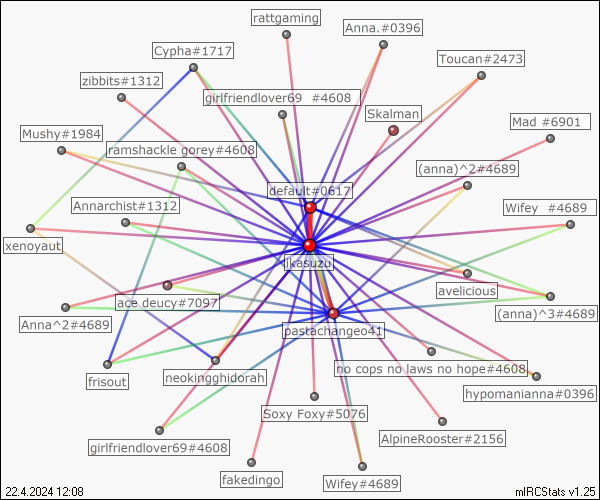 rattgaming
Anna.#0396
Cypha#1717
Toucan#2473
zibbits#1312
girlfriendlover69 #4608
Skalman
Mad #6901
Mushy#1984
ramshackle gorey#4608
(anna)^2#4689
default#0617
Annarchist#1312
Wifey #4689
xenoyaut
ikasuzu
avelicious
ace deucy#7097
(anna)^3#4689
Anna^2#4689
pastachangeo41
no cops no laws no hope#4608
frisout
neokingghidorah
hypomanianna#0396
Soxy Foxy#5076
AlpineRooster#2156
girlfriendlover69#4608
fakedingo
Wifey#4689
22.4.2024 12:08
mIRCStats v1.25